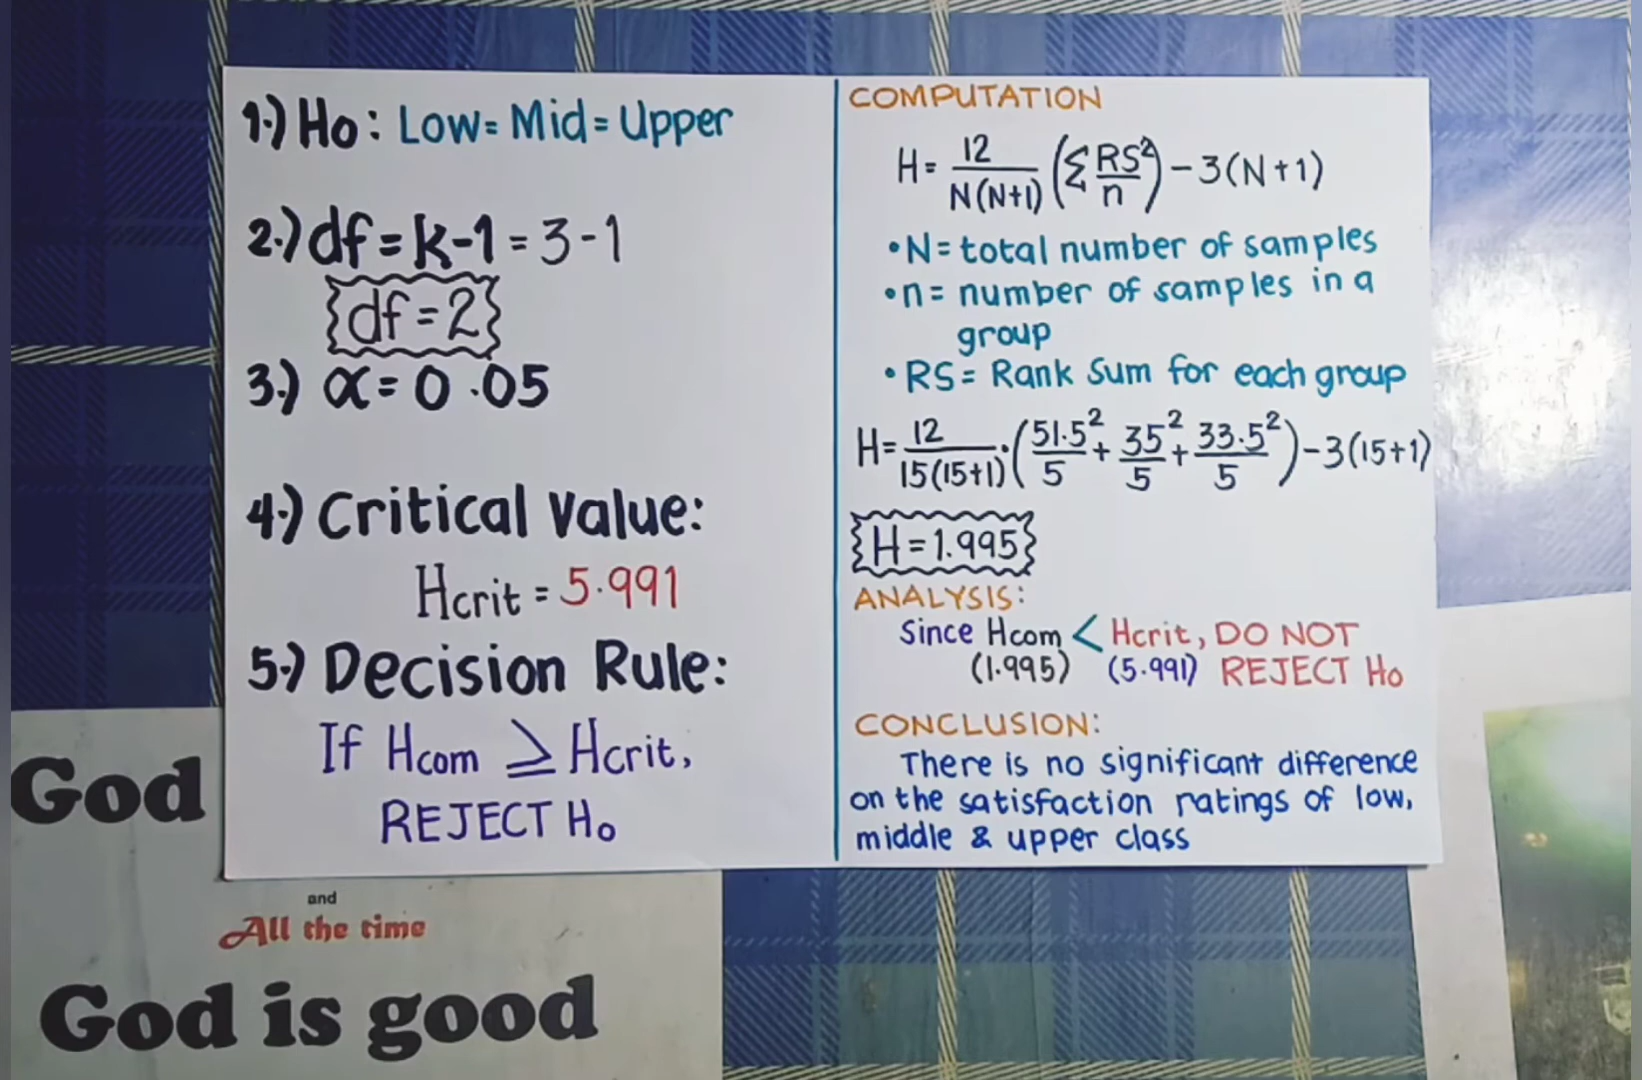 1.) Ho: Low = Mid = Upper
2.) df = k-1 = 3-1
df = 2
3.) α = 0.05
4.) Critical Value:
Hcrit = 5.991
5.) Decision Rule:
If Hcom ≥ Hcrit,
REJECT Ho
COMPUTATION
H = 12/N(N+1) (Σ RS²/n) - 3(N+1)
• N = total number of samples
• n = number of samples in a
group
• RS = Rank Sum for each group
H = 12/15(15+1) · (51.5²/5 + 35²/5 + 33.5²/5) - 3(15+1)
H = 1.995
ANALYSIS:
Since Hcom < Hcrit, DO NOT
(1.995) (5.991) REJECT Ho
CONCLUSION:
There is no significant difference
on the satisfaction ratings of low,
middle & upper class
God
and
All the time
God is good